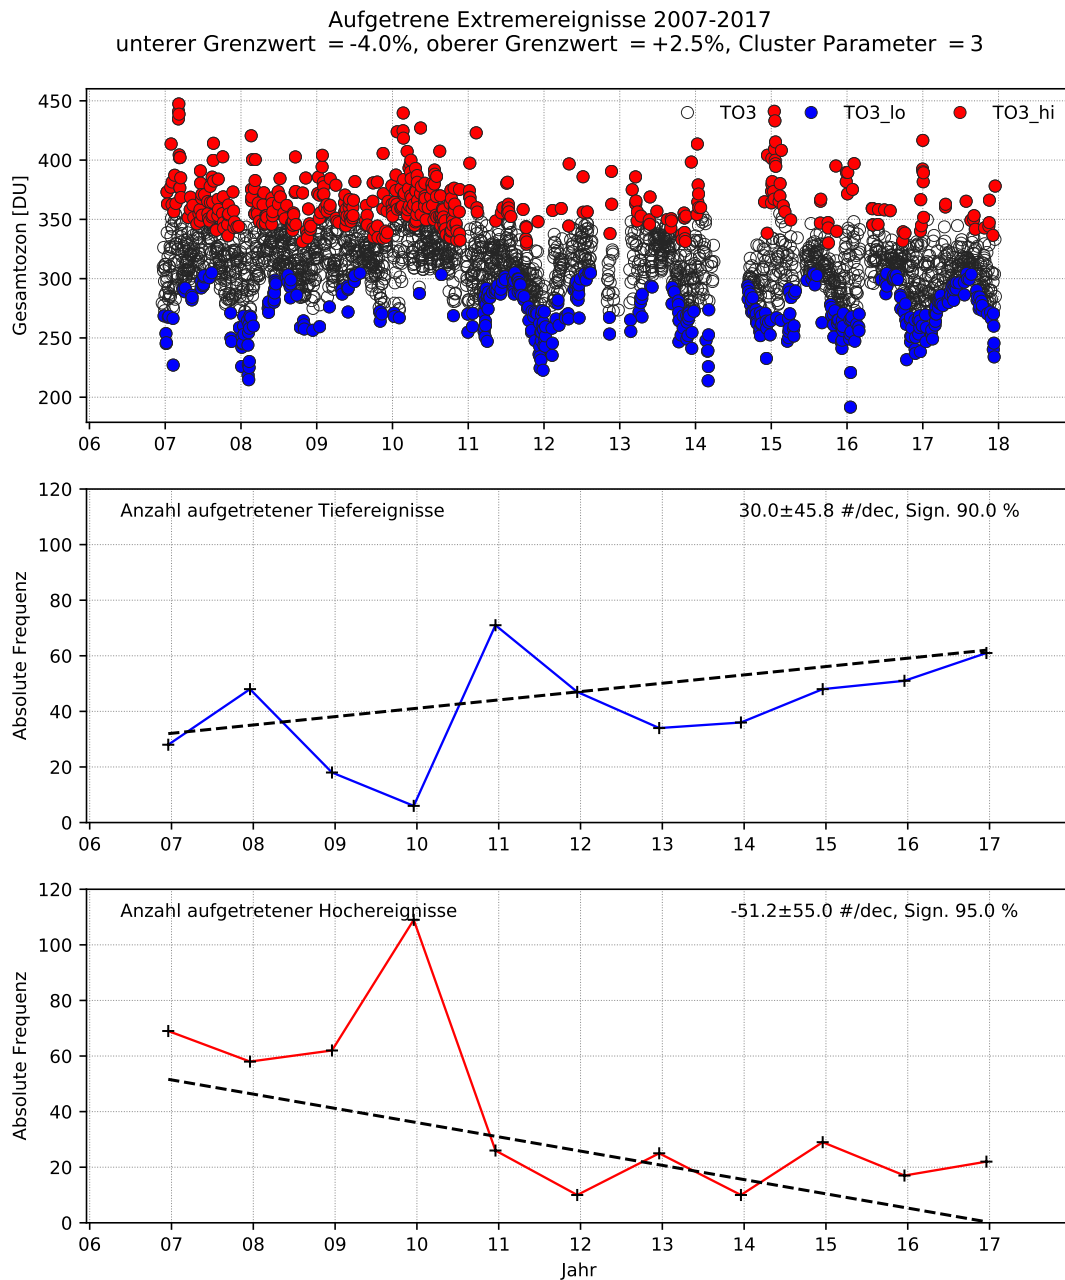 Aufgetrene Extremereignisse 2007-2017
unterer Grenzwert = -4.0%, oberer Grenzwert = +2.5%, Cluster Parameter = 3
450
400
350
300
250
200
Gesamtozon [DU]
TO3 TO3_lo TO3_hi
06 07 08 09 10 11 12 13 14 15 16 17 18
120
100
80
60
40
20
0
Absolute Frequenz
Anzahl aufgetretener Tiefereignisse 30.0±45.8 #/dec, Sign. 90.0 %
06 07 08 09 10 11 12 13 14 15 16 17
120
100
80
60
40
20
0
Absolute Frequenz
Anzahl aufgetretener Hochereignisse -51.2±55.0 #/dec, Sign. 95.0 %
06 07 08 09 10 11 12 13 14 15 16 17
Jahr